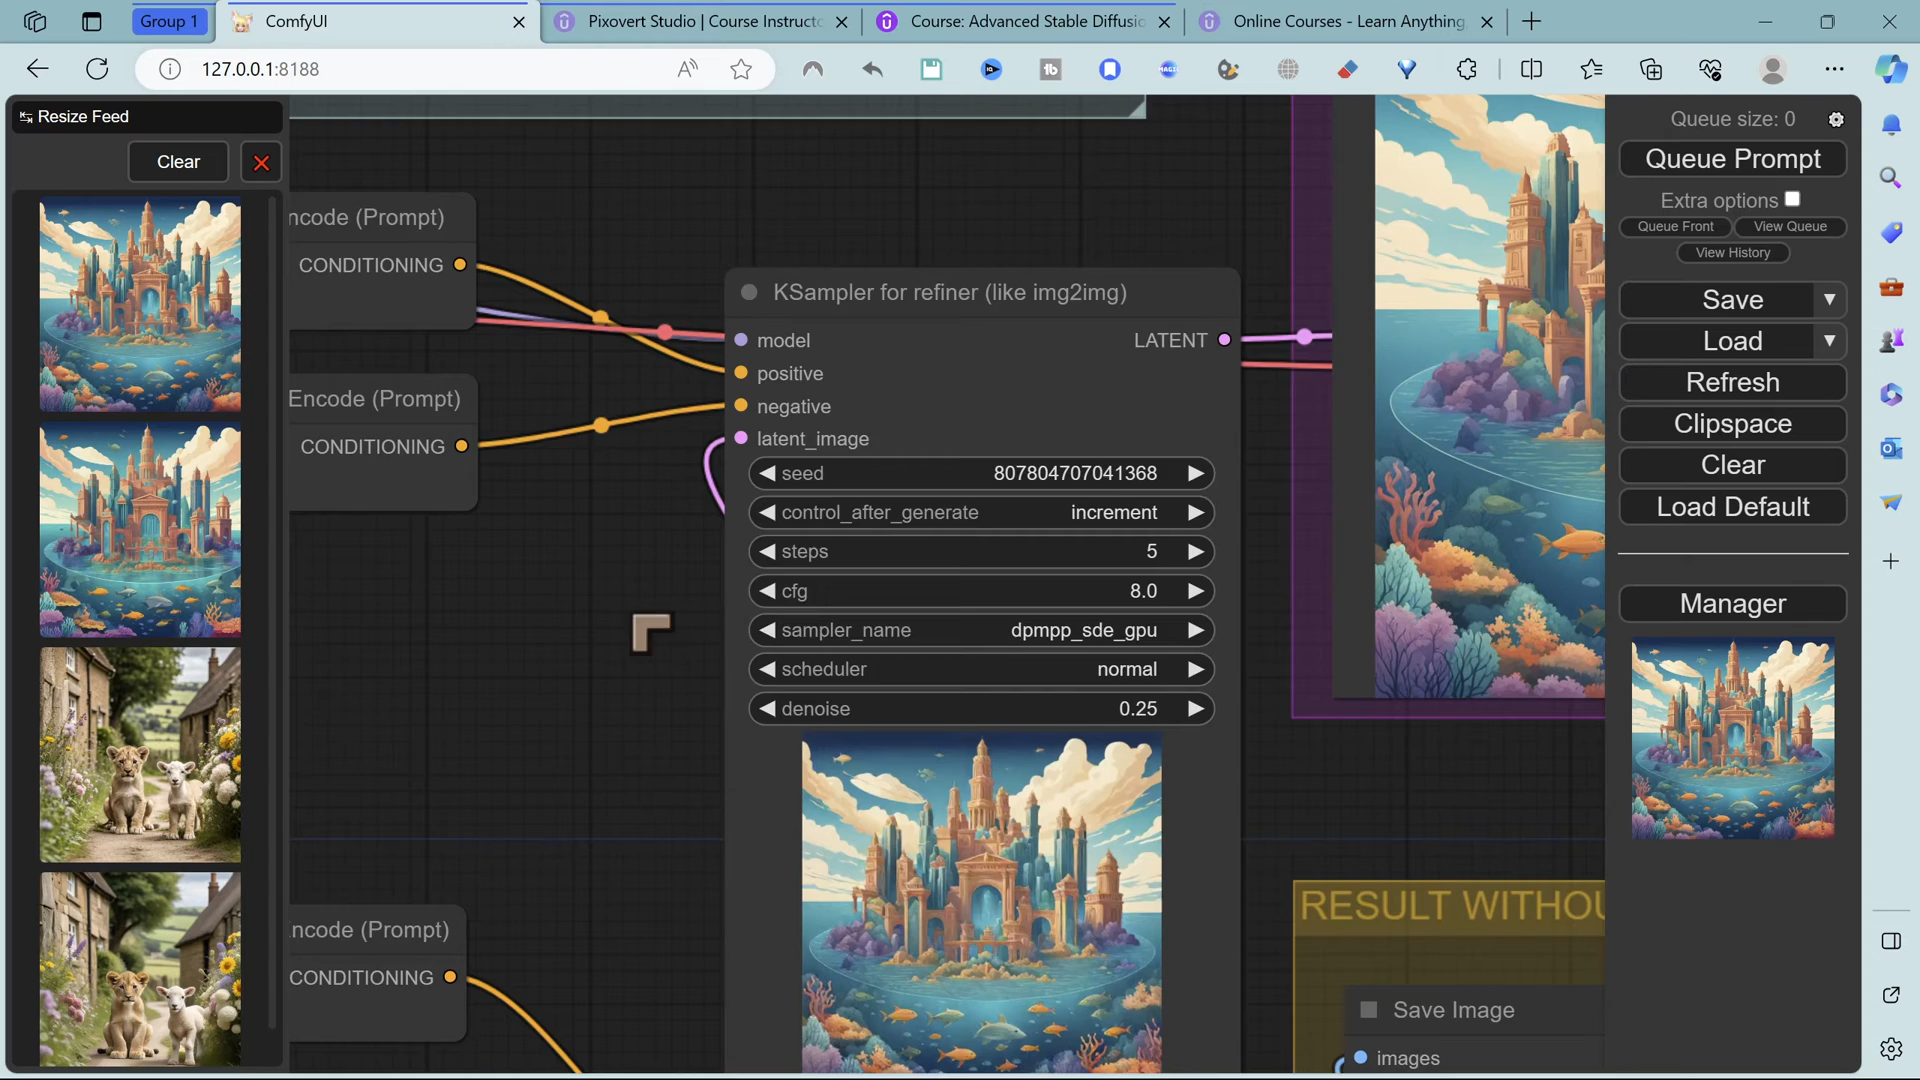 Group 1
ComfyUI
Pixovert Studio | Course Instructo
Course: Advanced Stable Diffusio
Online Courses - Learn Anything,
127.0.0.1:8188
Resize Feed
Clear
ncode (Prompt)
CONDITIONING
Encode (Prompt)
CONDITIONING
ncode (Prompt)
CONDITIONING
KSampler for refiner (like img2img)
model
LATENT
positive
negative
latent_image
seed 807804707041368
control_after_generate increment
steps 5
cfg 8.0
sampler_name dpmpp_sde_gpu
scheduler normal
denoise 0.25
RESULT WITHOU
Save Image
images
Queue size: 0
Queue Prompt
Extra options
Queue Front
View Queue
View History
Save
Load
Refresh
Clipspace
Clear
Load Default
Manager